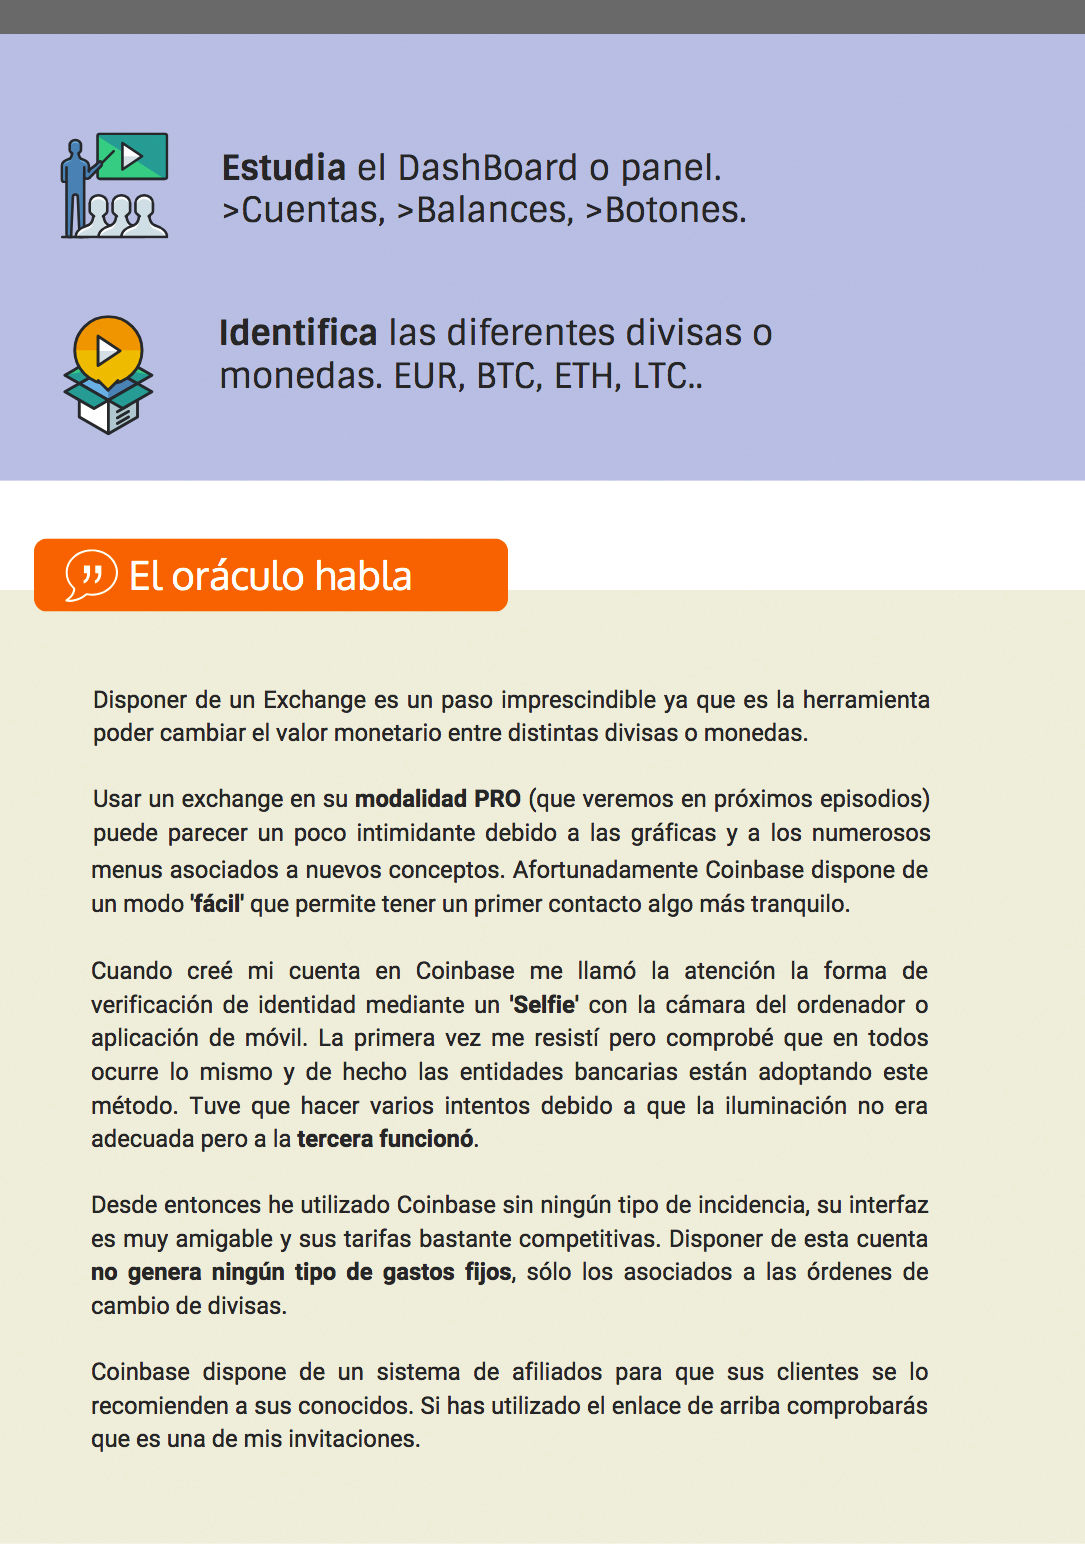 Estudia el DashBoard o panel.
>Cuentas, >Balances, >Botones.
Identifica las diferentes divisas o
monedas. EUR, BTC, ETH, LTC..
El oráculo habla
Disponer de un Exchange es un paso imprescindible ya que es la herramienta
poder cambiar el valor monetario entre distintas divisas o monedas.
Usar un exchange en su modalidad PRO (que veremos en próximos episodios)
puede parecer un poco intimidante debido a las gráficas y a los numerosos
menus asociados a nuevos conceptos. Afortunadamente Coinbase dispone de
un modo 'fácil' que permite tener un primer contacto algo más tranquilo.
Cuando creé mi cuenta en Coinbase me llamó la atención la forma de
verificación de identidad mediante un 'Selfie' con la cámara del ordenador o
aplicación de móvil. La primera vez me resistí pero comprobé que en todos
ocurre lo mismo y de hecho las entidades bancarias están adoptando este
método. Tuve que hacer varios intentos debido a que la iluminación no era
adecuada pero a la tercera funcionó.
Desde entonces he utilizado Coinbase sin ningún tipo de incidencia, su interfaz
es muy amigable y sus tarifas bastante competitivas. Disponer de esta cuenta
no genera ningún tipo de gastos fijos, sólo los asociados a las órdenes de
cambio de divisas.
Coinbase dispone de un sistema de afiliados para que sus clientes se lo
recomienden a sus conocidos. Si has utilizado el enlace de arriba comprobarás
que es una de mis invitaciones.